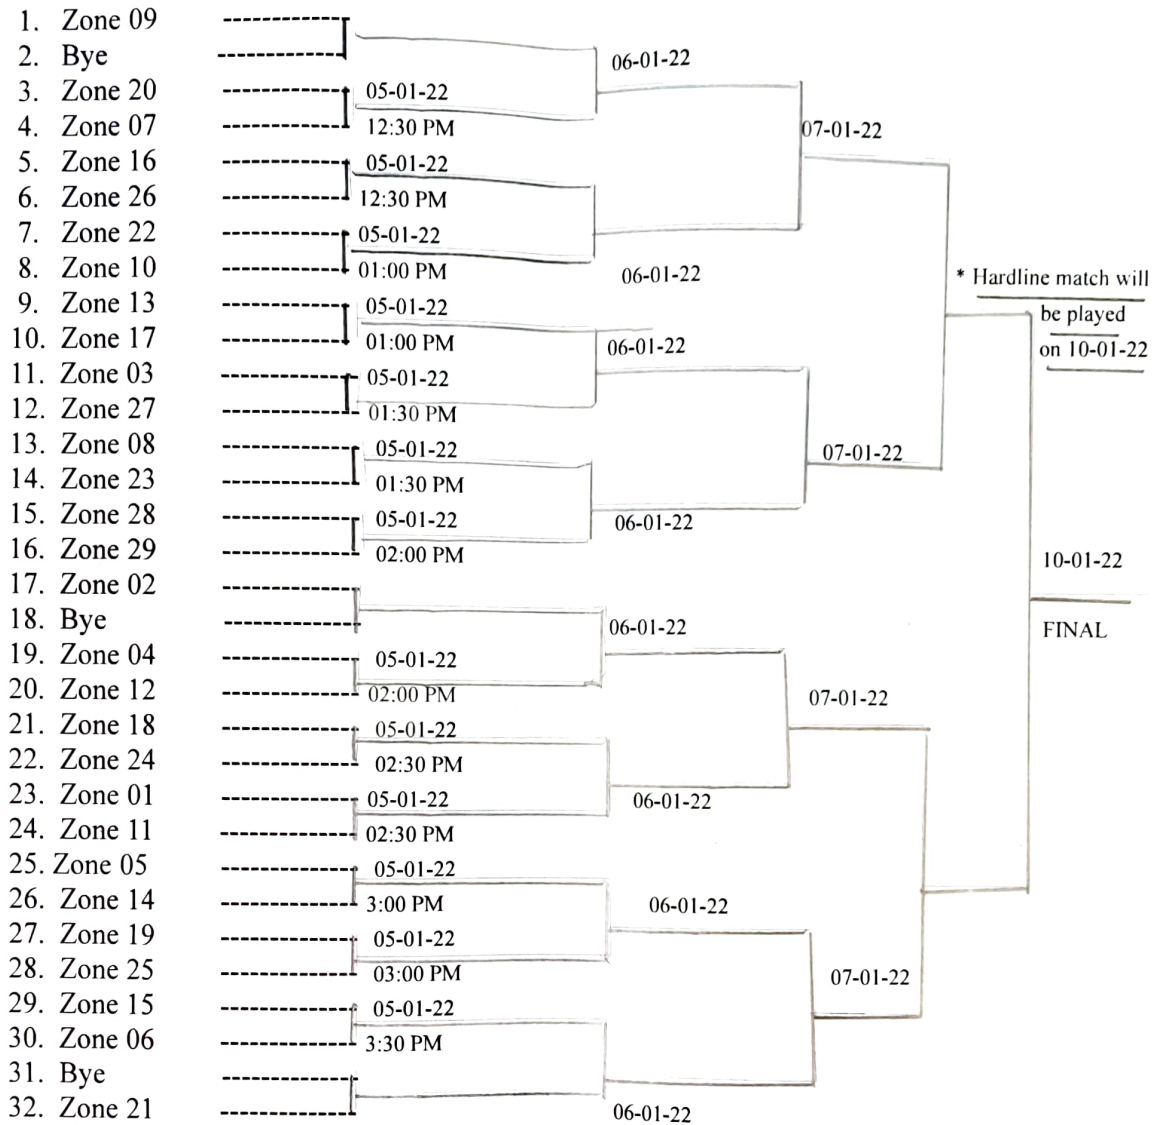 1. Zone 09
2. Bye
06-01-22
3. Zone 20
05-01-22
4. Zone 07
12:30 PM
07-01-22
5. Zone 16
05-01-22
6. Zone 26
12:30 PM
7. Zone 22
05-01-22
8. Zone 10
01:00 PM
06-01-22
* Hardline match will
be played
on 10-01-22
9. Zone 13
05-01-22
10. Zone 17
01:00 PM
06-01-22
11. Zone 03
05-01-22
12. Zone 27
01:30 PM
13. Zone 08
05-01-22
07-01-22
14. Zone 23
01:30 PM
15. Zone 28
05-01-22
06-01-22
16. Zone 29
02:00 PM
10-01-22
17. Zone 02
18. Bye
06-01-22
FINAL
19. Zone 04
05-01-22
20. Zone 12
02:00 PM
07-01-22
21. Zone 18
05-01-22
22. Zone 24
02:30 PM
23. Zone 01
05-01-22
06-01-22
24. Zone 11
02:30 PM
25. Zone 05
05-01-22
26. Zone 14
3:00 PM
06-01-22
27. Zone 19
05-01-22
28. Zone 25
03:00 PM
07-01-22
29. Zone 15
05-01-22
30. Zone 06
3:30 PM
31. Bye
32. Zone 21
06-01-22